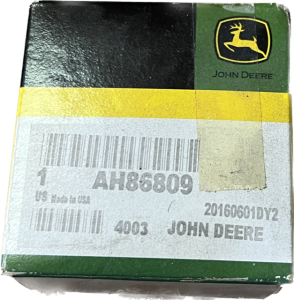 JOHN DEERE
1 AH86809
US Made in USA
20160601DY2
4003 JOHN DEERE